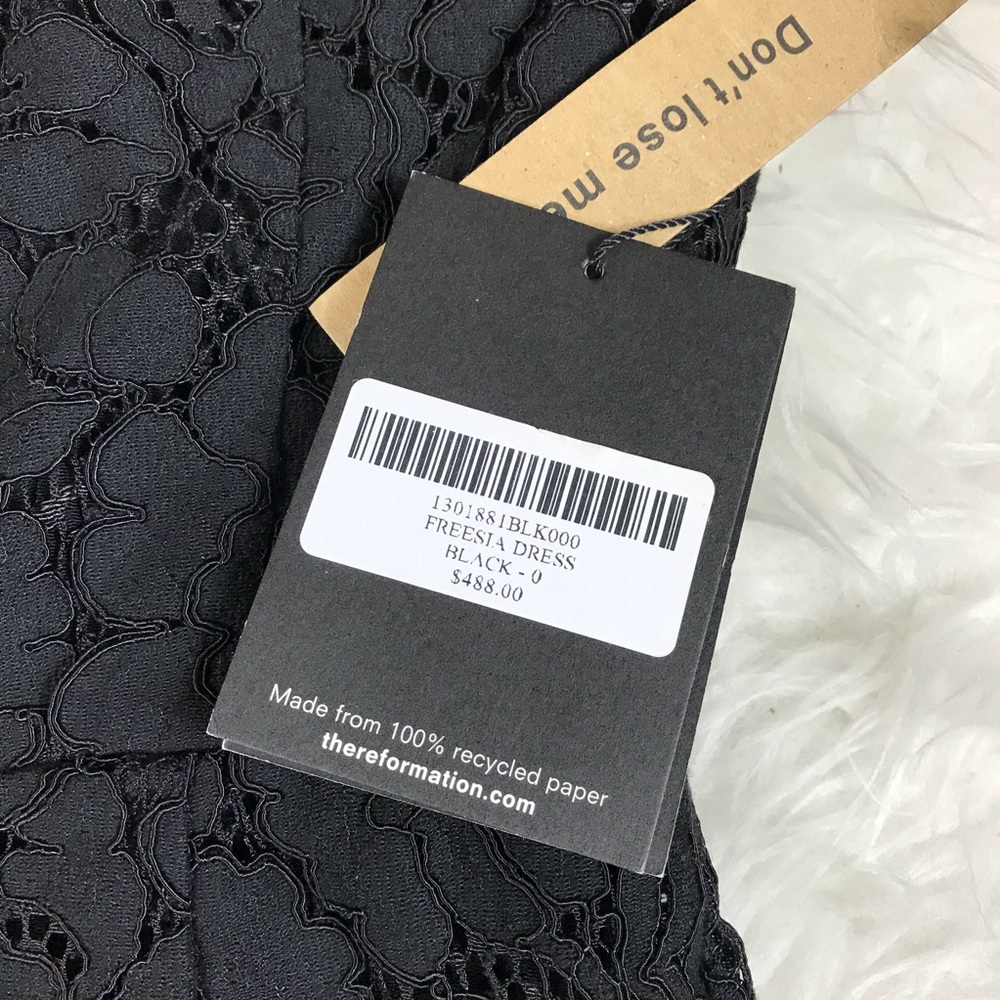 Don't lose me
1301881BLK000
FREESIA DRESS
BLACK - 0
$488.00
Made from 100% recycled paper
thereformation.com